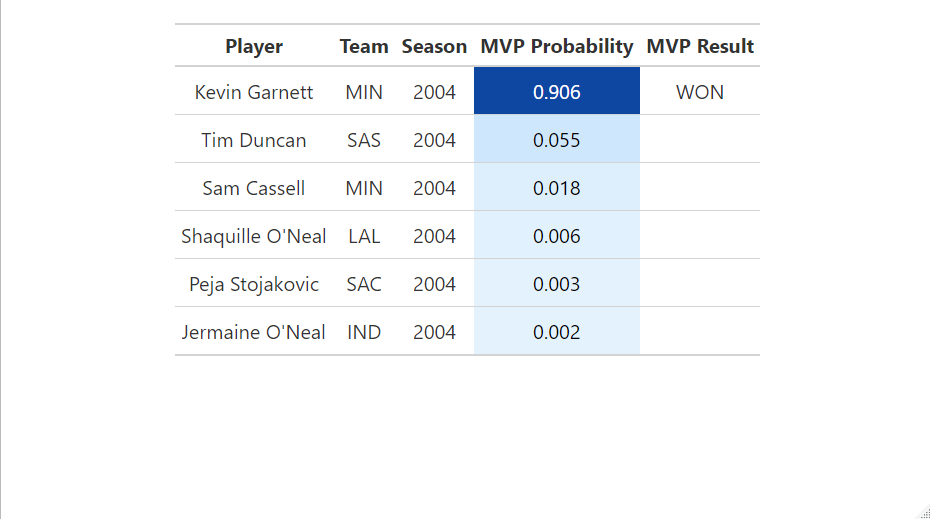 Player Team Season MVP Probability MVP Result
Kevin Garnett MIN 2004 0.906 WON
Tim Duncan SAS 2004 0.055
Sam Cassell MIN 2004 0.018
Shaquille O'Neal LAL 2004 0.006
Peja Stojakovic SAC 2004 0.003
Jermaine O'Neal IND 2004 0.002